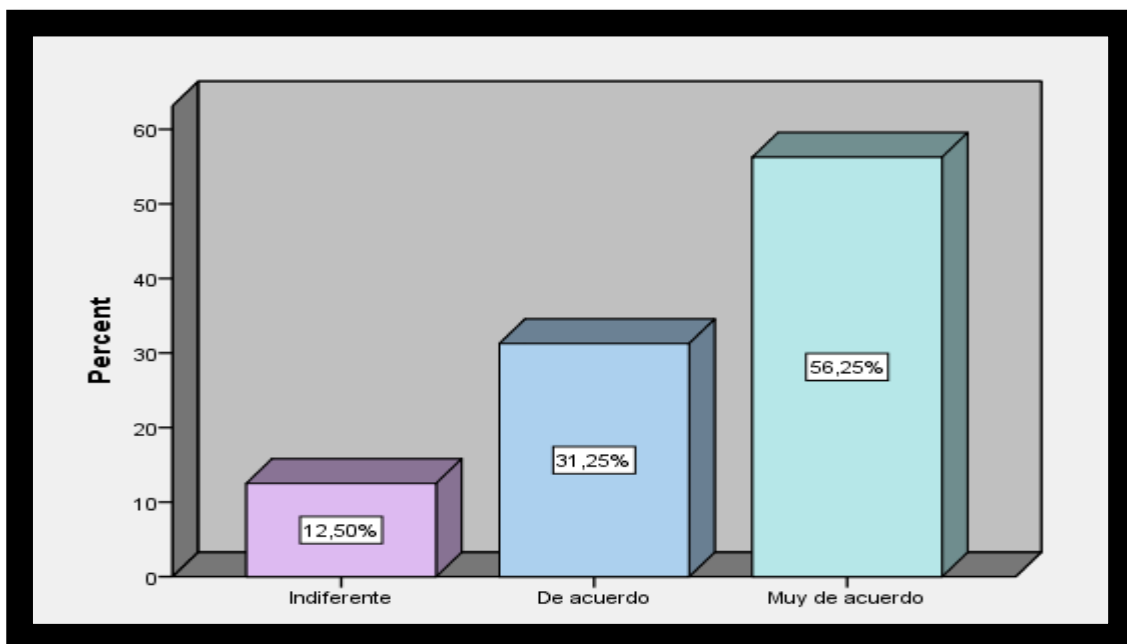 Percent
60
50
40
30
20
10
0
56,25%
31,25%
12,50%
Indiferente
De acuerdo
Muy de acuerdo